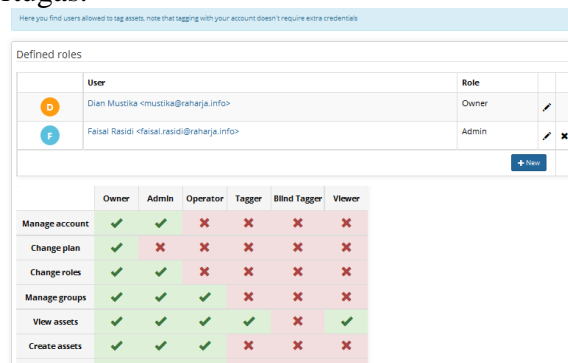 Rugas.
Here you find users allowed to tag assets, note that tagging with your account doesn't require extra credentials
Defined roles
User Role
D Dian Mustika <mustika@raharja.info> Owner
F Faisal Rasidi <faisal.rasidi@raharja.info> Admin
+ New
Owner Admin Operator Tagger Blind Tagger Viewer
Manage account
Change plan
Change roles
Manage groups
View assets
Create assets